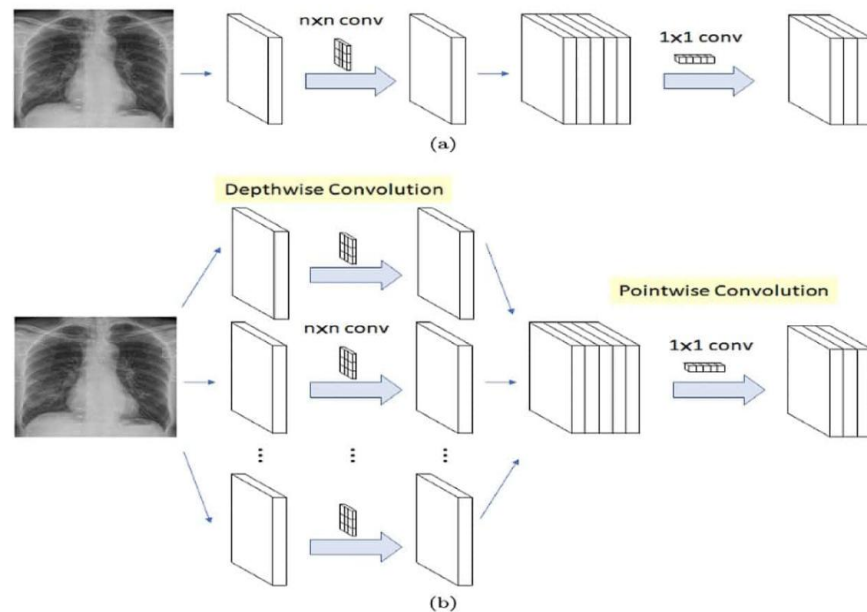 nxn conv
1x1 conv
(a)
Depthwise Convolution
nxn conv
Pointwise Convolution
1x1 conv
(b)